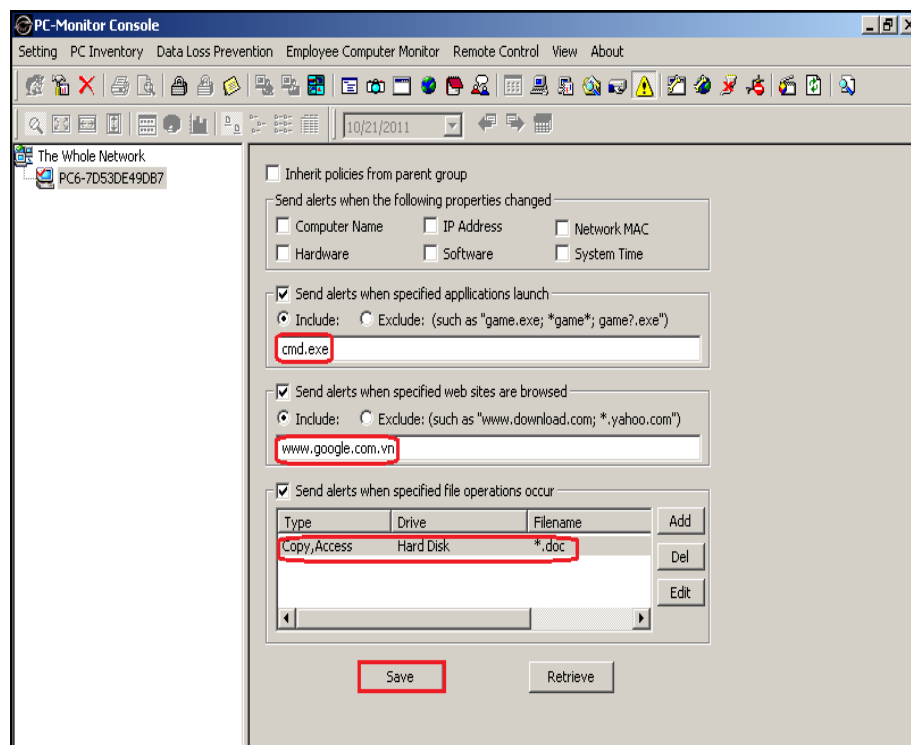 PC-Monitor Console
Setting PC Inventory Data Loss Prevention Employee Computer Monitor Remote Control View About
10/21/2011
The Whole Network
PC6-7D53DE49DB7
Inherit policies from parent group
Send alerts when the following properties changed
Computer Name IP Address Network MAC
Hardware Software System Time
Send alerts when specified appllications launch
Include: Exclude: (such as "game.exe; *game*; game?.exe")
cmd.exe
Send alerts when specified web sites are browsed
Include: Exclude: (such as "www.download.com; *.yahoo.com")
www.google.com.vn
Send alerts when specified file operations occur
Type Drive Filename
Copy,Access Hard Disk *.doc
Add
Del
Edit
Save Retrieve